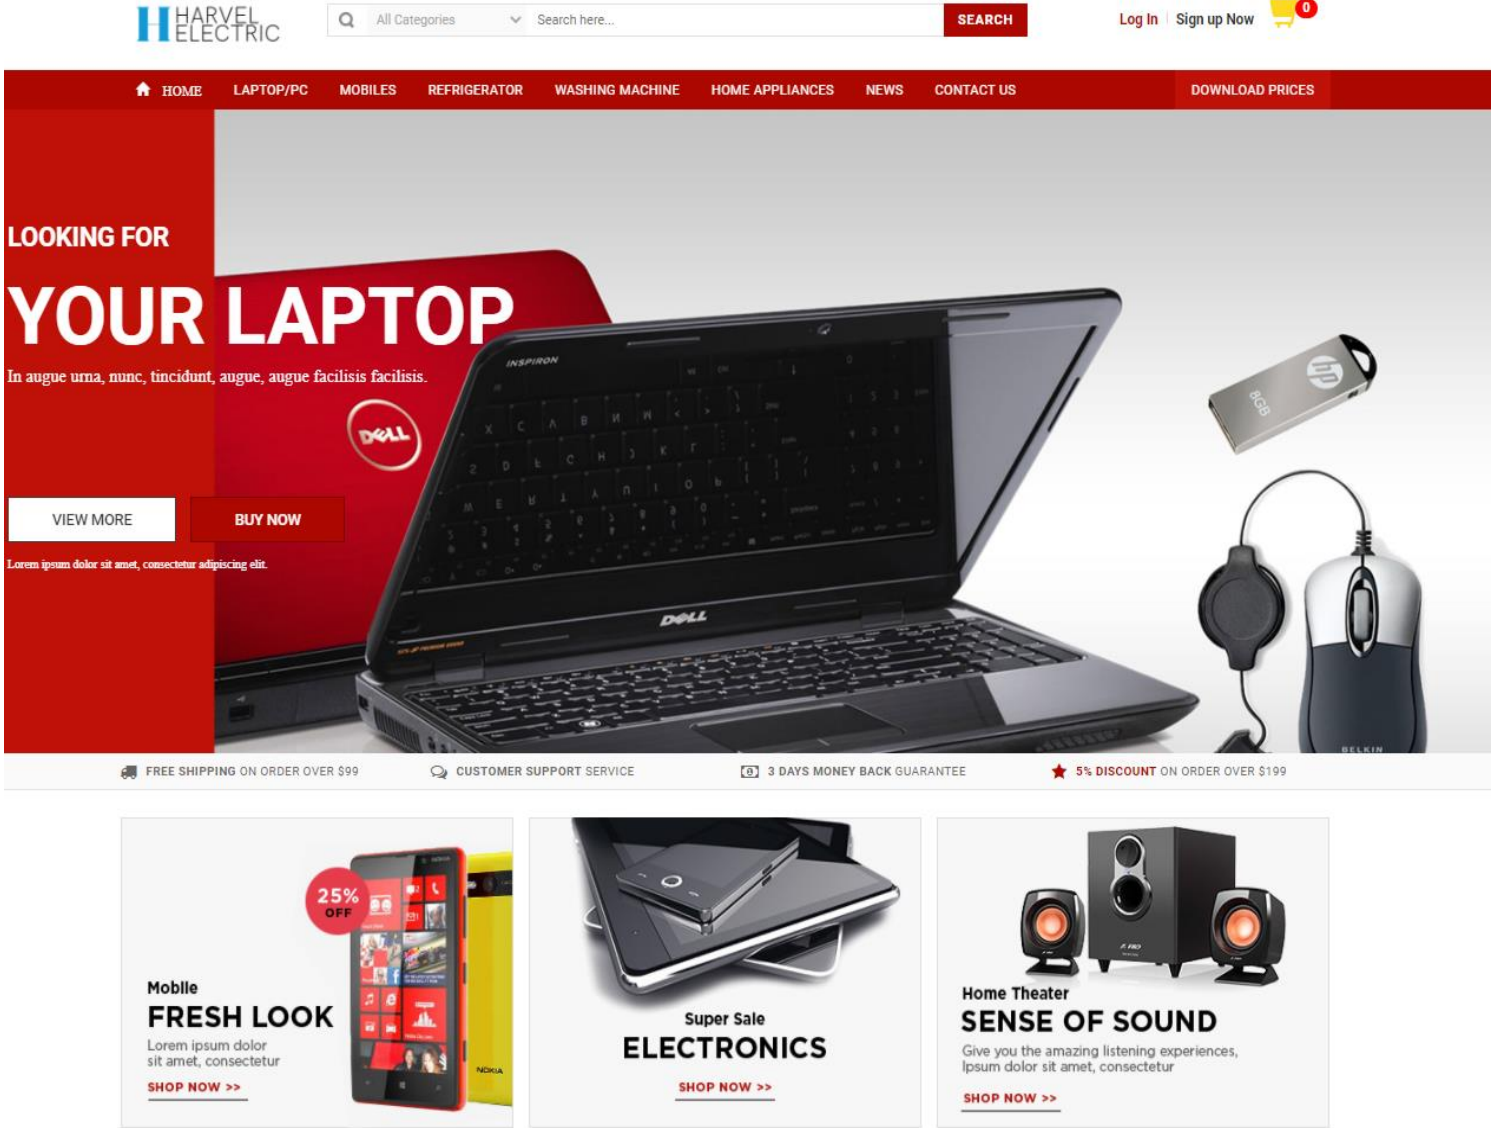 HARVEL
ELECTRIC
All Categories
Search here...
SEARCH
Log In
Sign up Now
0
HOME
LAPTOP/PC
MOBILES
REFRIGERATOR
WASHING MACHINE
HOME APPLIANCES
NEWS
CONTACT US
DOWNLOAD PRICES
LOOKING FOR
YOUR LAPTOP
In augue urna, nunc, tincidunt, augue, augue facilisis facilisis.
VIEW MORE
BUY NOW
Lorem ipsum dolor sit amet, consectetur adipiscing elit.
INSPIRON
DELL
DELL
hp
8GB
BELKIN
FREE SHIPPING ON ORDER OVER $99
CUSTOMER SUPPORT SERVICE
3 DAYS MONEY BACK GUARANTEE
5% DISCOUNT ON ORDER OVER $199
25%
OFF
NOKIA
Mobile
FRESH LOOK
Lorem ipsum dolor
sit amet, consectetur
SHOP NOW >>
NOKIA
Super Sale
ELECTRONICS
SHOP NOW >>
Home Theater
SENSE OF SOUND
Give you the amazing listening experiences,
Ipsum dolor sit amet, consectetur
SHOP NOW >>